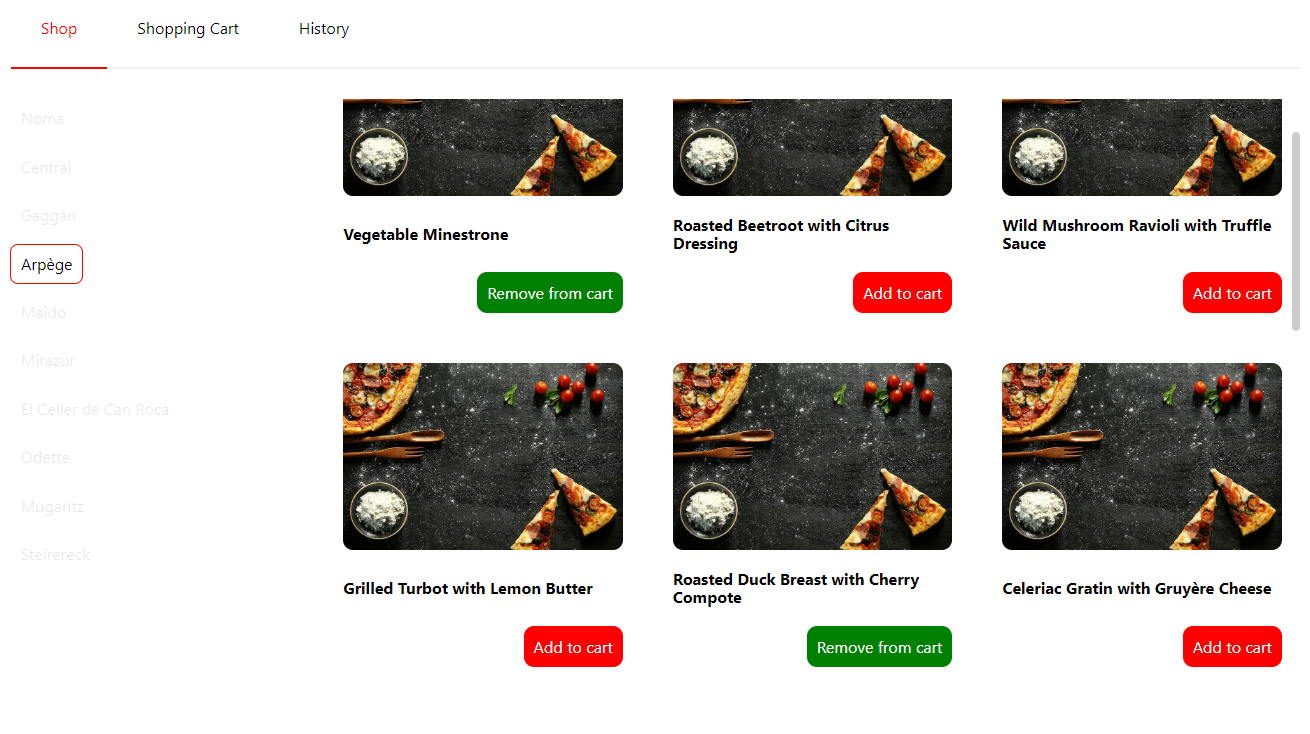 Shop
Shopping Cart
History
Noma
Central
Gaggan
Arpège
Maido
Mirazur
El Celler de Can Roca
Odette
Mugaritz
Steirereck
Vegetable Minestrone
Remove from cart
Roasted Beetroot with Citrus
Dressing
Add to cart
Wild Mushroom Ravioli with Truffle
Sauce
Add to cart
Grilled Turbot with Lemon Butter
Add to cart
Roasted Duck Breast with Cherry
Compote
Remove from cart
Celeriac Gratin with Gruyère Cheese
Add to cart